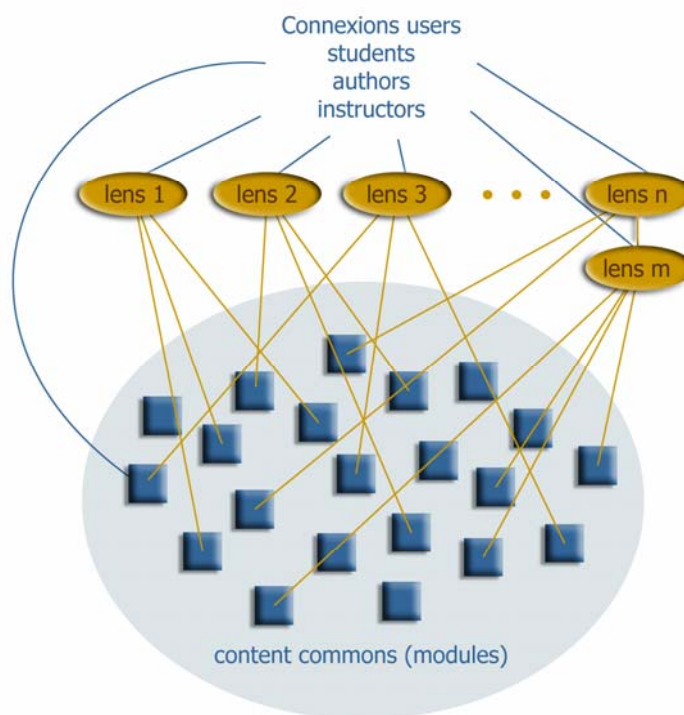 Connexions users
students
authors
instructors
lens 1
lens 2
lens 3
lens n
lens m
content commons (modules)